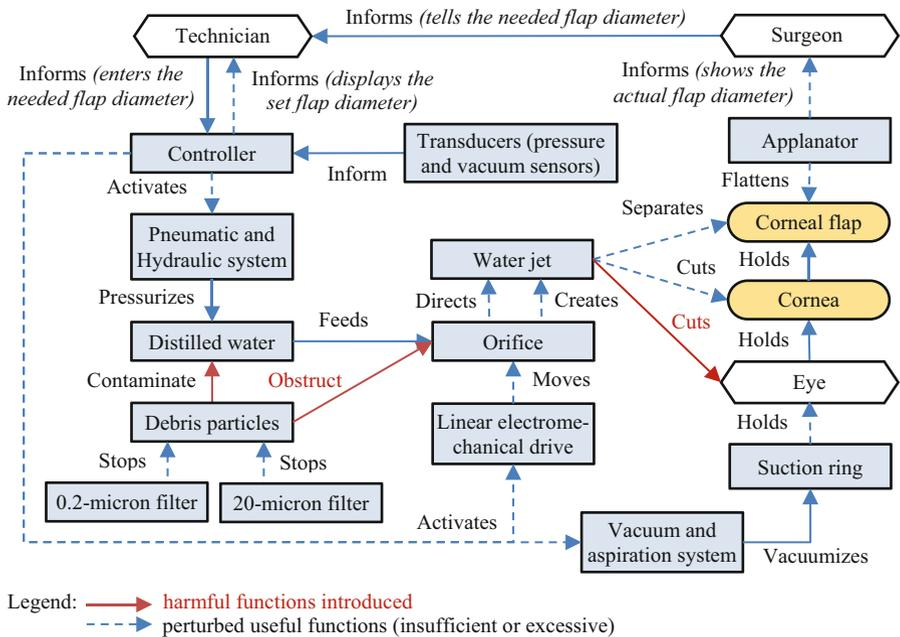 Informs (tells the needed flap diameter)
Technician
Surgeon
Informs (enters the
needed flap diameter)
Informs (displays the
set flap diameter)
Informs (shows the
actual flap diameter)
Controller
Transducers (pressure
and vacuum sensors)
Inform
Applanator
Activates
Flattens
Pneumatic and
Hydraulic system
Separates
Corneal flap
Water jet
Cuts
Holds
Pressurizes
Directs
Creates
Cornea
Feeds
Cuts
Distilled water
Orifice
Holds
Contaminate
Obstruct
Moves
Eye
Debris particles
Linear electrome-
chanical drive
Holds
Stops
Stops
Suction ring
0.2-micron filter
20-micron filter
Activates
Vacuum and
aspiration system
Vacuumizes
Legend:
harmful functions introduced
perturbed useful functions (insufficient or excessive)